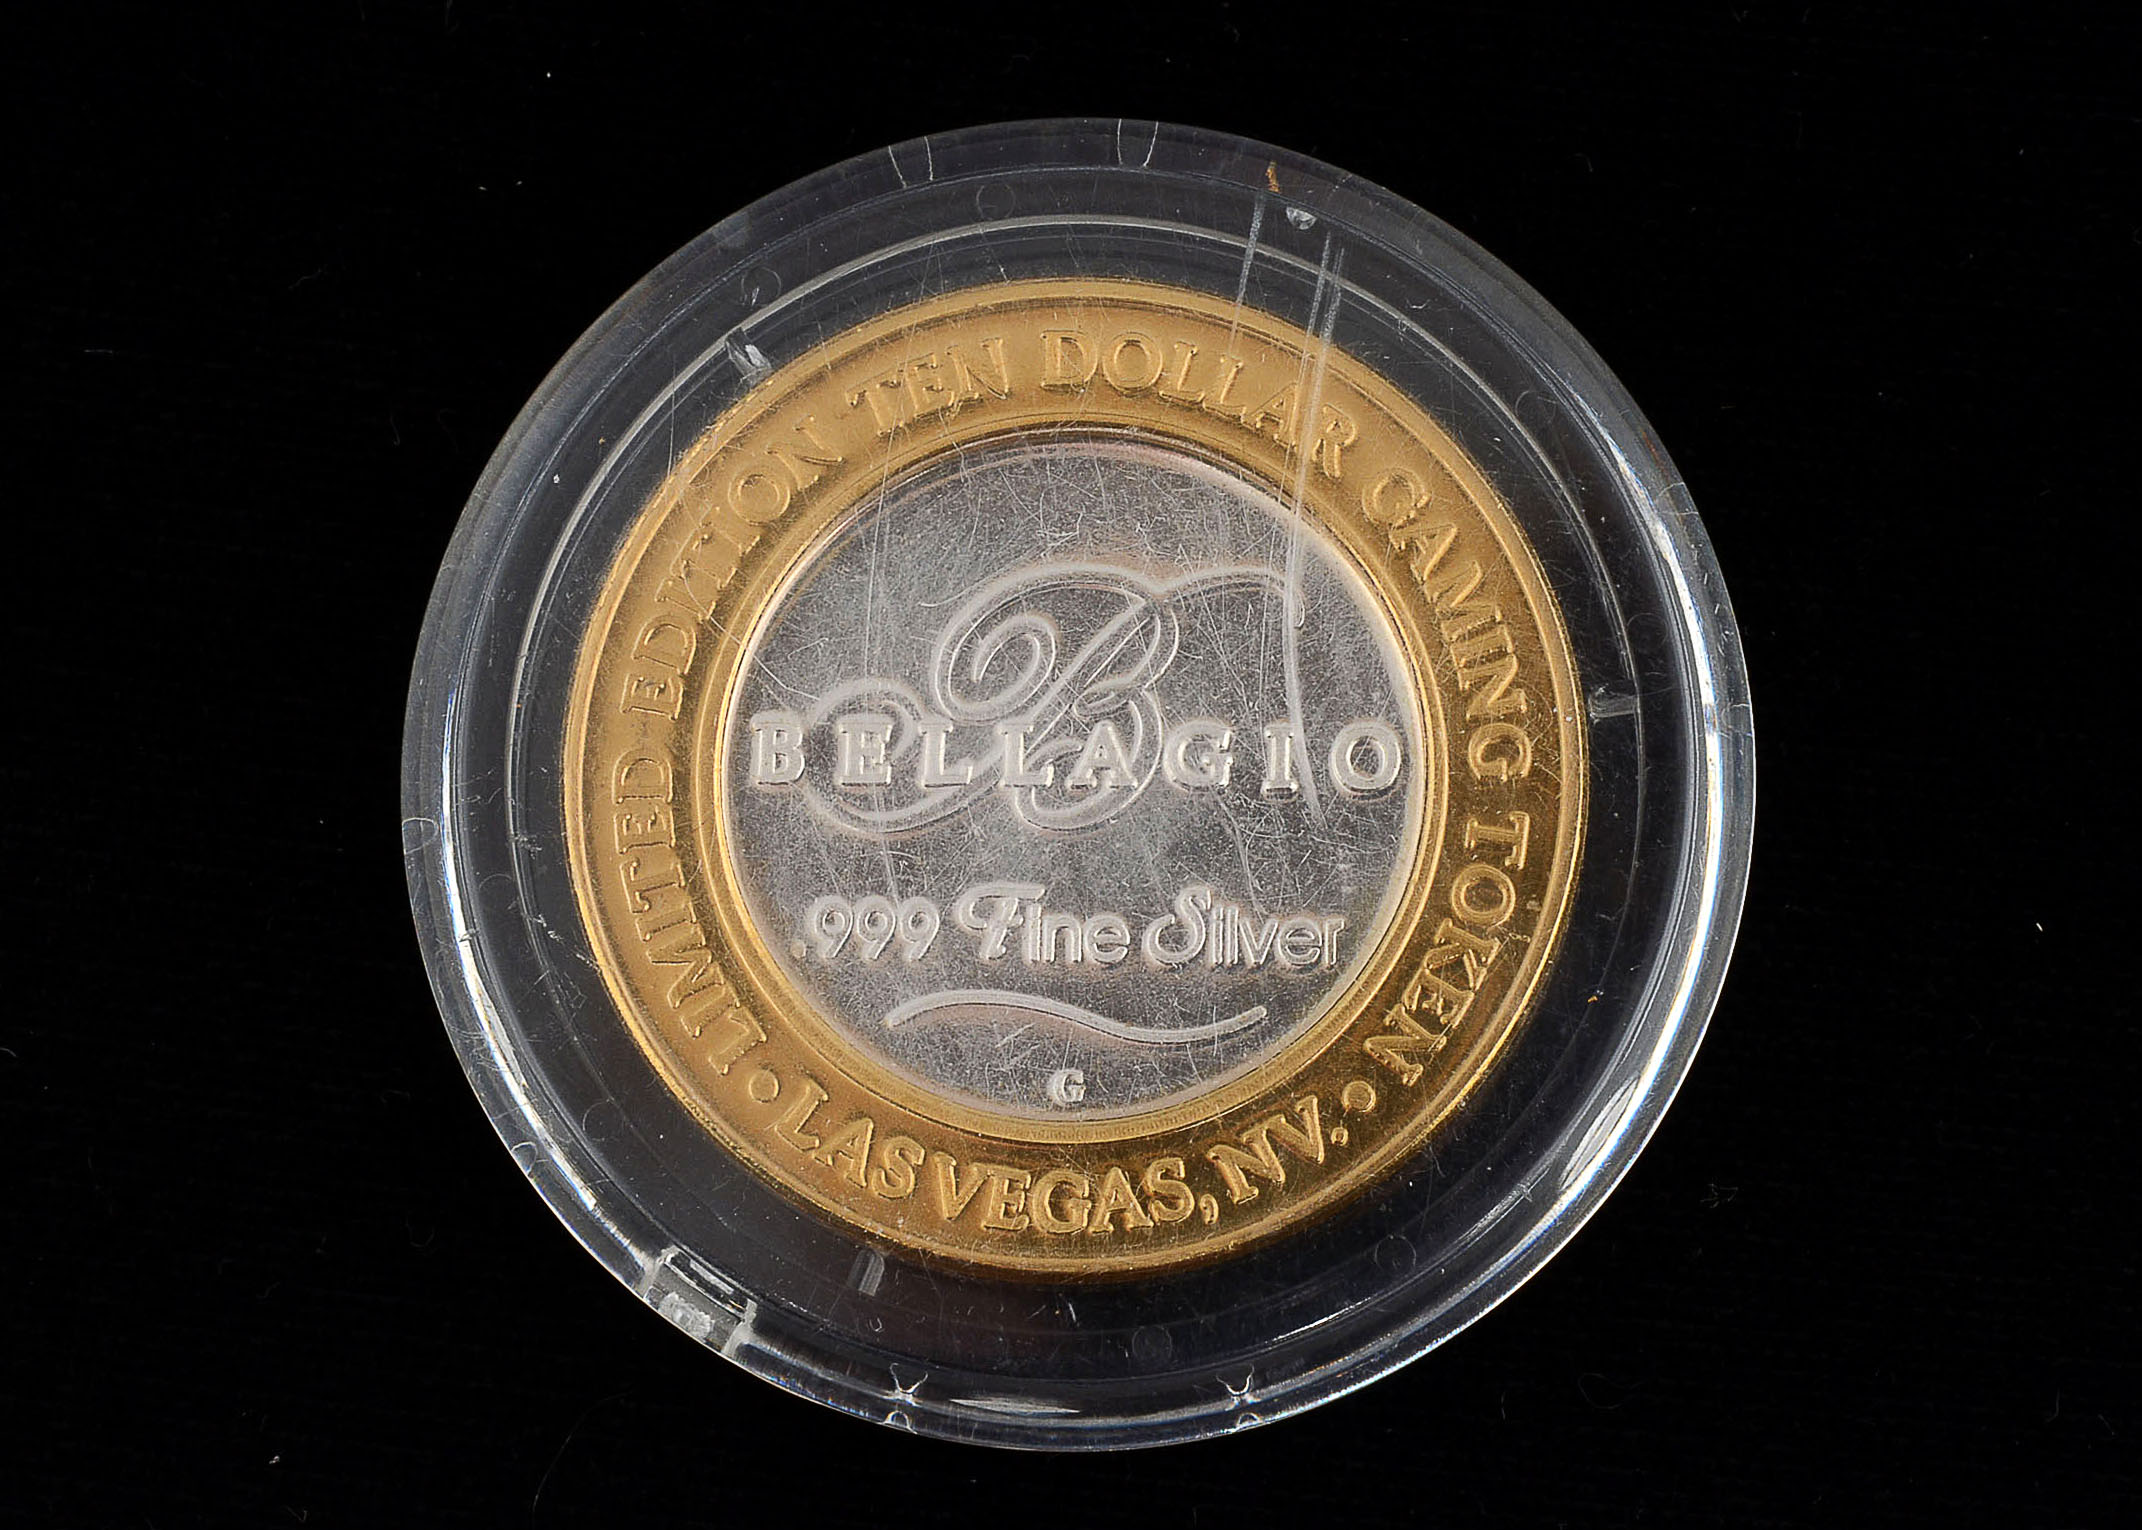 LIMITED EDITION TEN DOLLAR GAMING TOKEN
B
BELLAGIO
.999 Fine Silver
G
• LAS VEGAS, NV. •